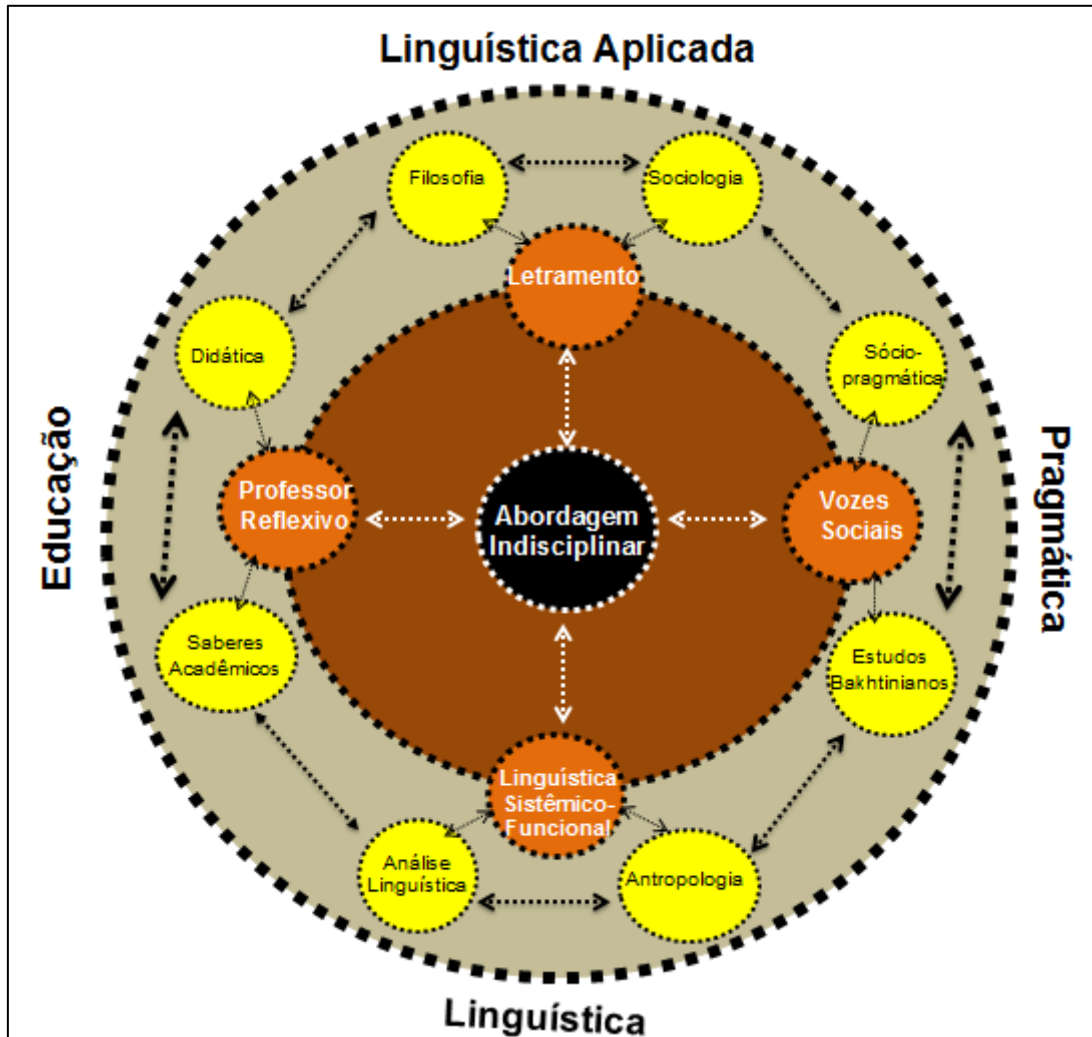 Linguística Aplicada
Filosofia
Sociologia
Letramento
Didática
Sócio-
pragmática
Educação
Pragmática
Professor
Reflexivo
Abordagem
Indisciplinar
Vozes
Sociais
Saberes
Acadêmicos
Estudos
Bakhtinianos
Linguística
Sistêmico-
Funcional
Análise
Linguística
Antropologia
Linguística